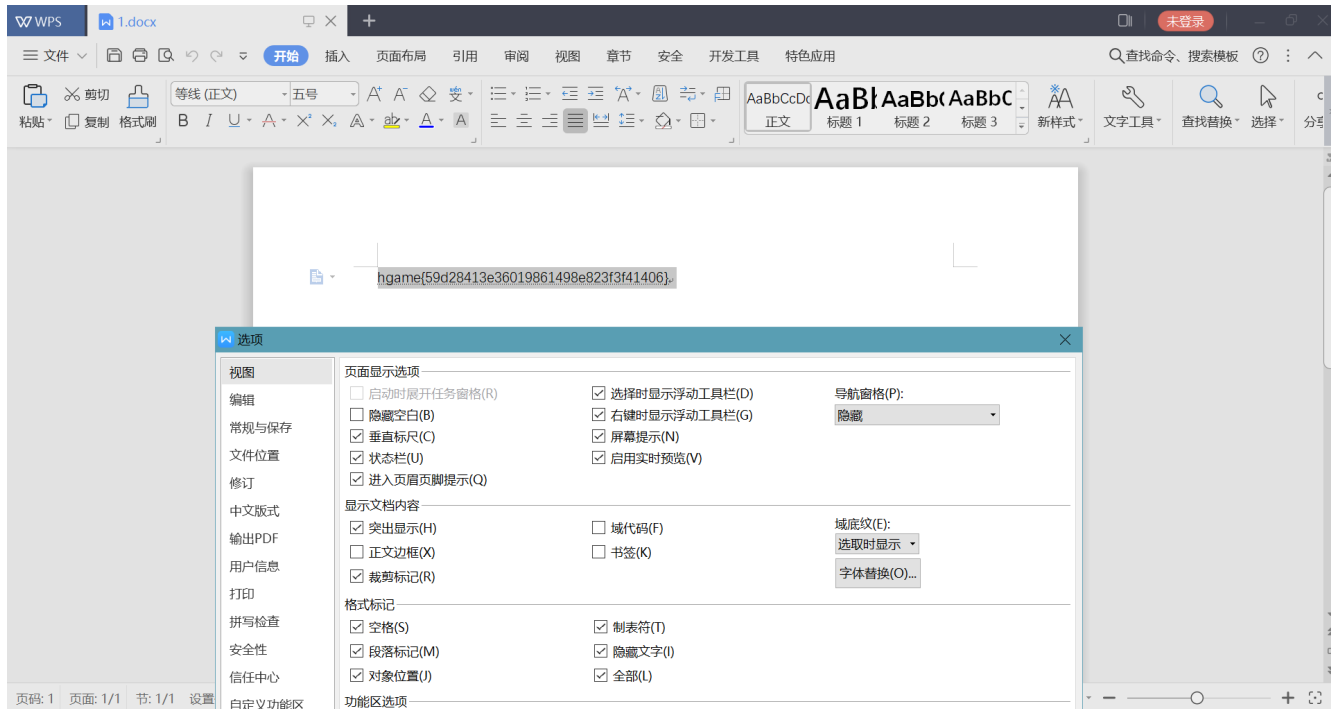 WPS 1.docx 未登录
文件 开始 插入 页面布局 引用 审阅 视图 章节 安全 开发工具 特色应用 查找命令、搜索模板
剪切 等线 (正文) 五号 AaBbCcDc AaBb AaBb( AaBbC
粘贴 复制 格式刷 B I U 正文 标题 1 标题 2 标题 3 新样式 文字工具 查找替换 选择 分享
hgame{59d28413e36019861498e823f3f41406}
选项
视图 页面显示选项
启动时展开任务窗格(R) 选择时显示浮动工具栏(D) 导航窗格(P):
编辑 隐藏空白(B) 右键时显示浮动工具栏(G) 隐藏
常规与保存 垂直标尺(C) 屏幕提示(N)
文件位置 状态栏(U) 启用实时预览(V)
修订 进入页眉页脚提示(Q)
中文版式 显示文档内容
突出显示(H) 域代码(F) 域底纹(E):
输出PDF 正文边框(X) 书签(K) 选取时显示
用户信息 裁剪标记(R) 字体替换(O)...
打印 格式标记
拼写检查 空格(S) 制表符(T)
安全性 段落标记(M) 隐藏文字(I)
信任中心 对象位置(J) 全部(L)
自定义功能区 功能区选项
页码: 1 页面: 1/1 节: 1/1 设置